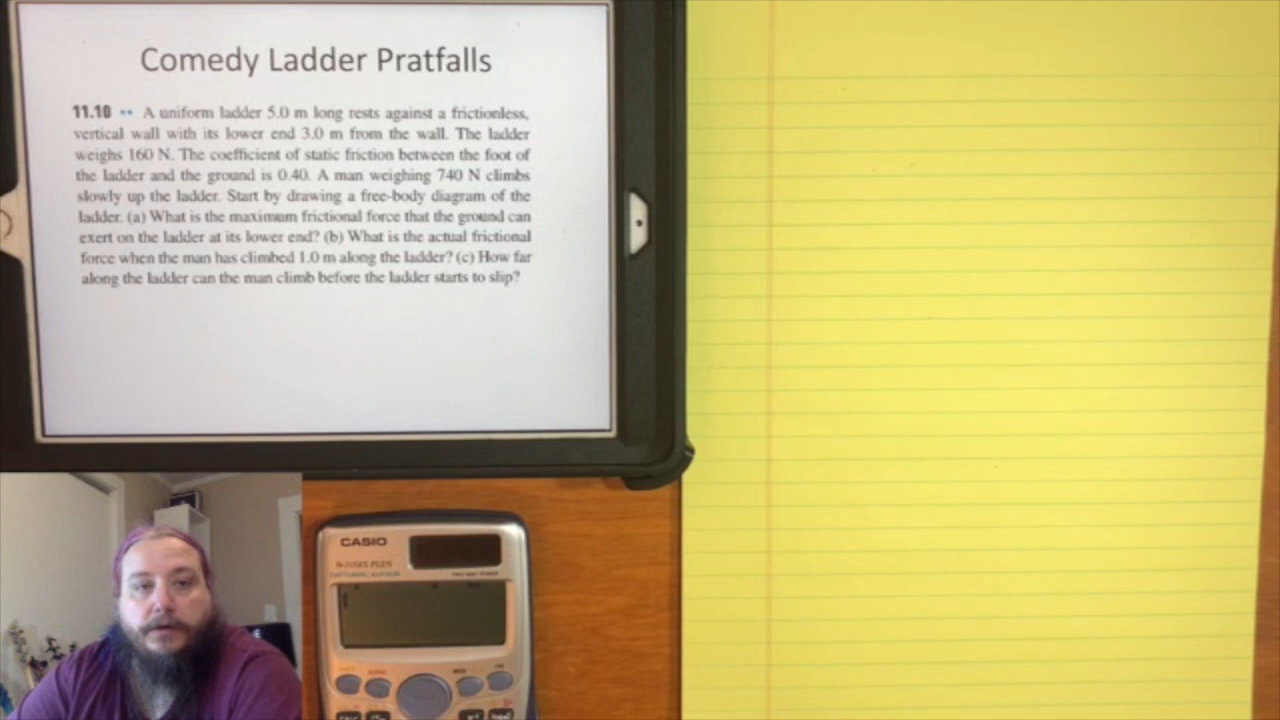 Comedy Ladder Pratfalls
11.10 •• A uniform ladder 5.0 m long rests against a frictionless,
vertical wall with its lower end 3.0 m from the wall. The ladder
weighs 160 N. The coefficient of static friction between the foot of
the ladder and the ground is 0.40. A man weighing 740 N climbs
slowly up the ladder. Start by drawing a free-body diagram of the
ladder. (a) What is the maximum frictional force that the ground can
exert on the ladder at its lower end? (b) What is the actual frictional
force when the man has climbed 1.0 m along the ladder? (c) How far
along the ladder can the man climb before the ladder starts to slip?
CASIO